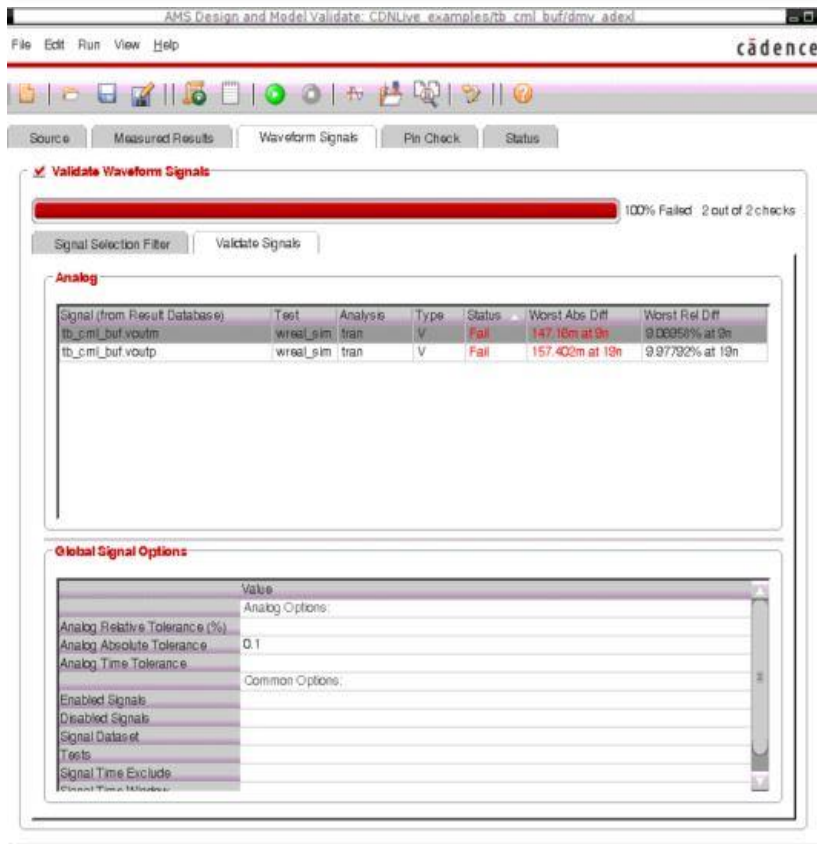 AMS Design and Model Validate: CDNLive_examples/tb_cml_buf/dmv_adexl
File Edit Run View Help
cādence
Source Measured Results Waveform Signals Pin Check Status
Validate Waveform Signals
100% Failed 2 out of 2 checks
Signal Selection Filter Validate Signals
Analog
Signal (from Result Database) Test Analysis Type Status Worst Abs Diff Worst Rel Diff
tb_cml_buf.voutm wreal_sim tran V Fail 147.16m at 9n 9.06958% at 9n
tb_cml_buf.voutp wreal_sim tran V Fail 157.402m at 19n 9.97792% at 19n
Global Signal Options
Value
Analog Options:
Analog Relative Tolerance (%)
Analog Absolute Tolerance 0.1
Analog Time Tolerance
Common Options:
Enabled Signals
Disabled Signals
Signal Dataset
Tests
Signal Time Exclude
Signal Time Window